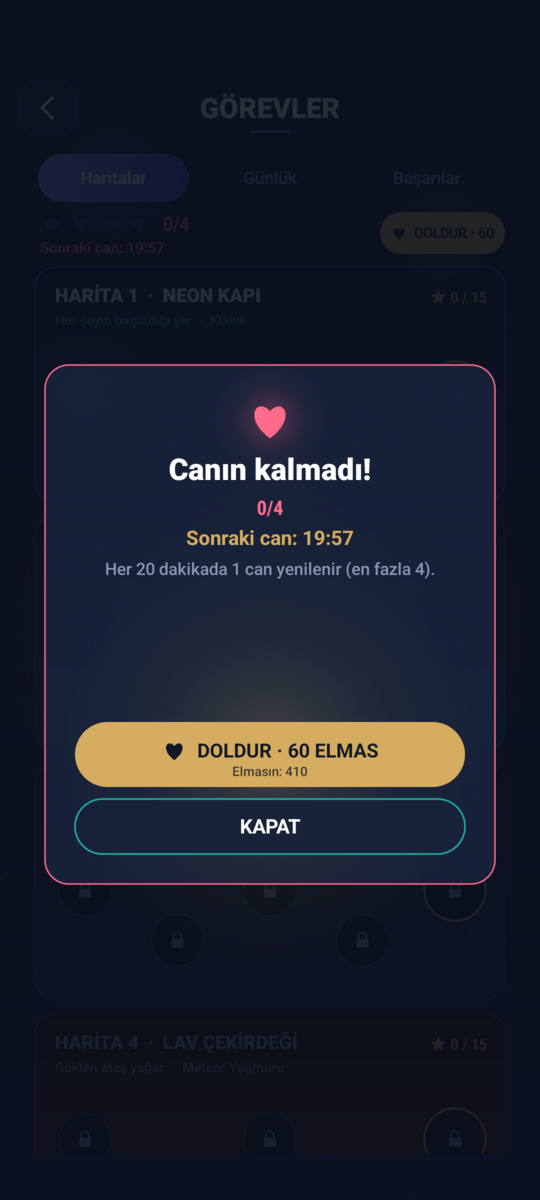 GÖREVLER
Haritalar
Günlük
Başarılar
0/4
Sonraki can: 19:57
DOLDUR · 60
HARİTA 1 · NEON KAPI
0 / 15
Her şeyin başladığı yer · Klasik
Canın kalmadı!
0/4
Sonraki can: 19:57
Her 20 dakikada 1 can yenilenir (en fazla 4).
DOLDUR · 60 ELMAS
Elmasın: 410
KAPAT
HARİTA 4 · LAV ÇEKİRDEĞİ
0 / 15
Gökten ateş yağar · Meteor Yağmuru